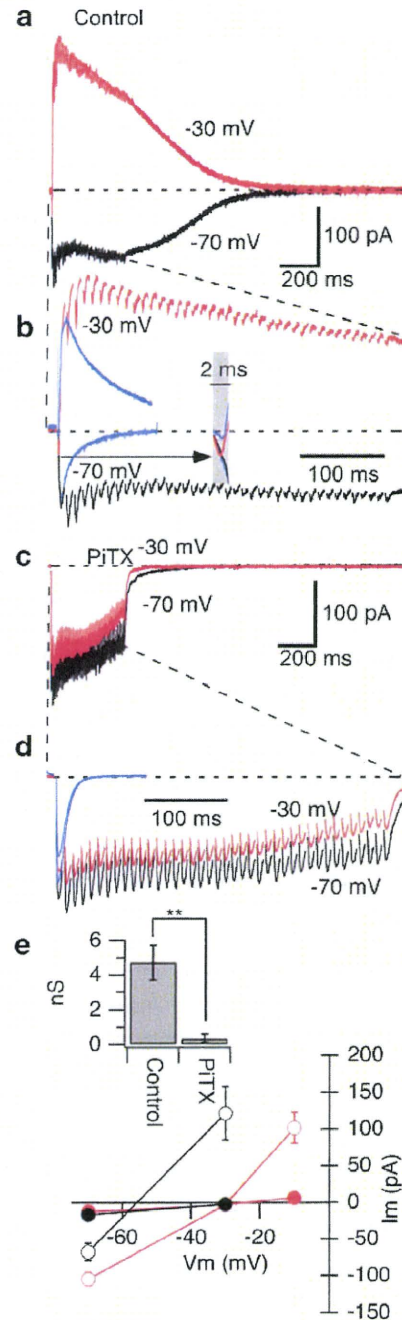 a
Control
-30 mV
-70 mV
100 pA
200 ms
b
-30 mV
2 ms
-70 mV
100 ms
c
PiTX
-30 mV
-70 mV
100 pA
200 ms
d
100 ms
-30 mV
-70 mV
e
**
6
4
2
0
nS
Control
PiTX
200
150
100
50
0
-50
-100
-150
Im (pA)
-60
-40
-20
Vm (mV)